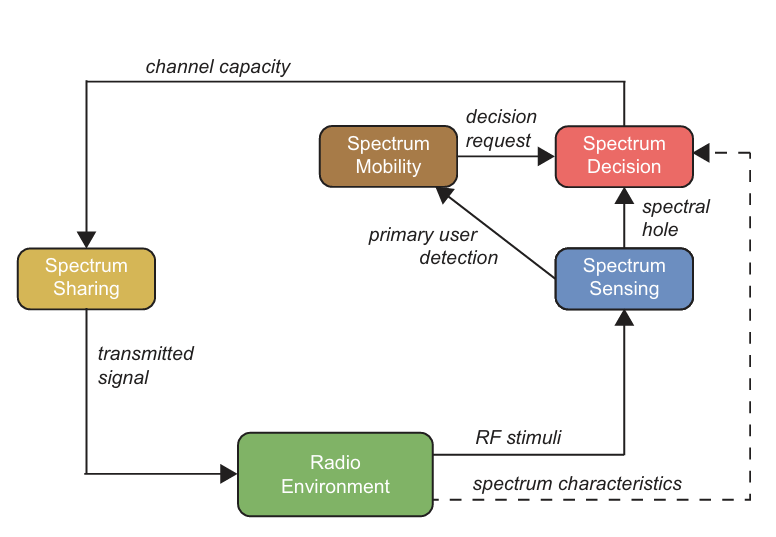 channel capacity
decision
request
Spectrum
Mobility
Spectrum
Decision
primary user
detection
spectral
hole
Spectrum
Sharing
Spectrum
Sensing
transmitted
signal
RF stimuli
Radio
Environment
spectrum characteristics